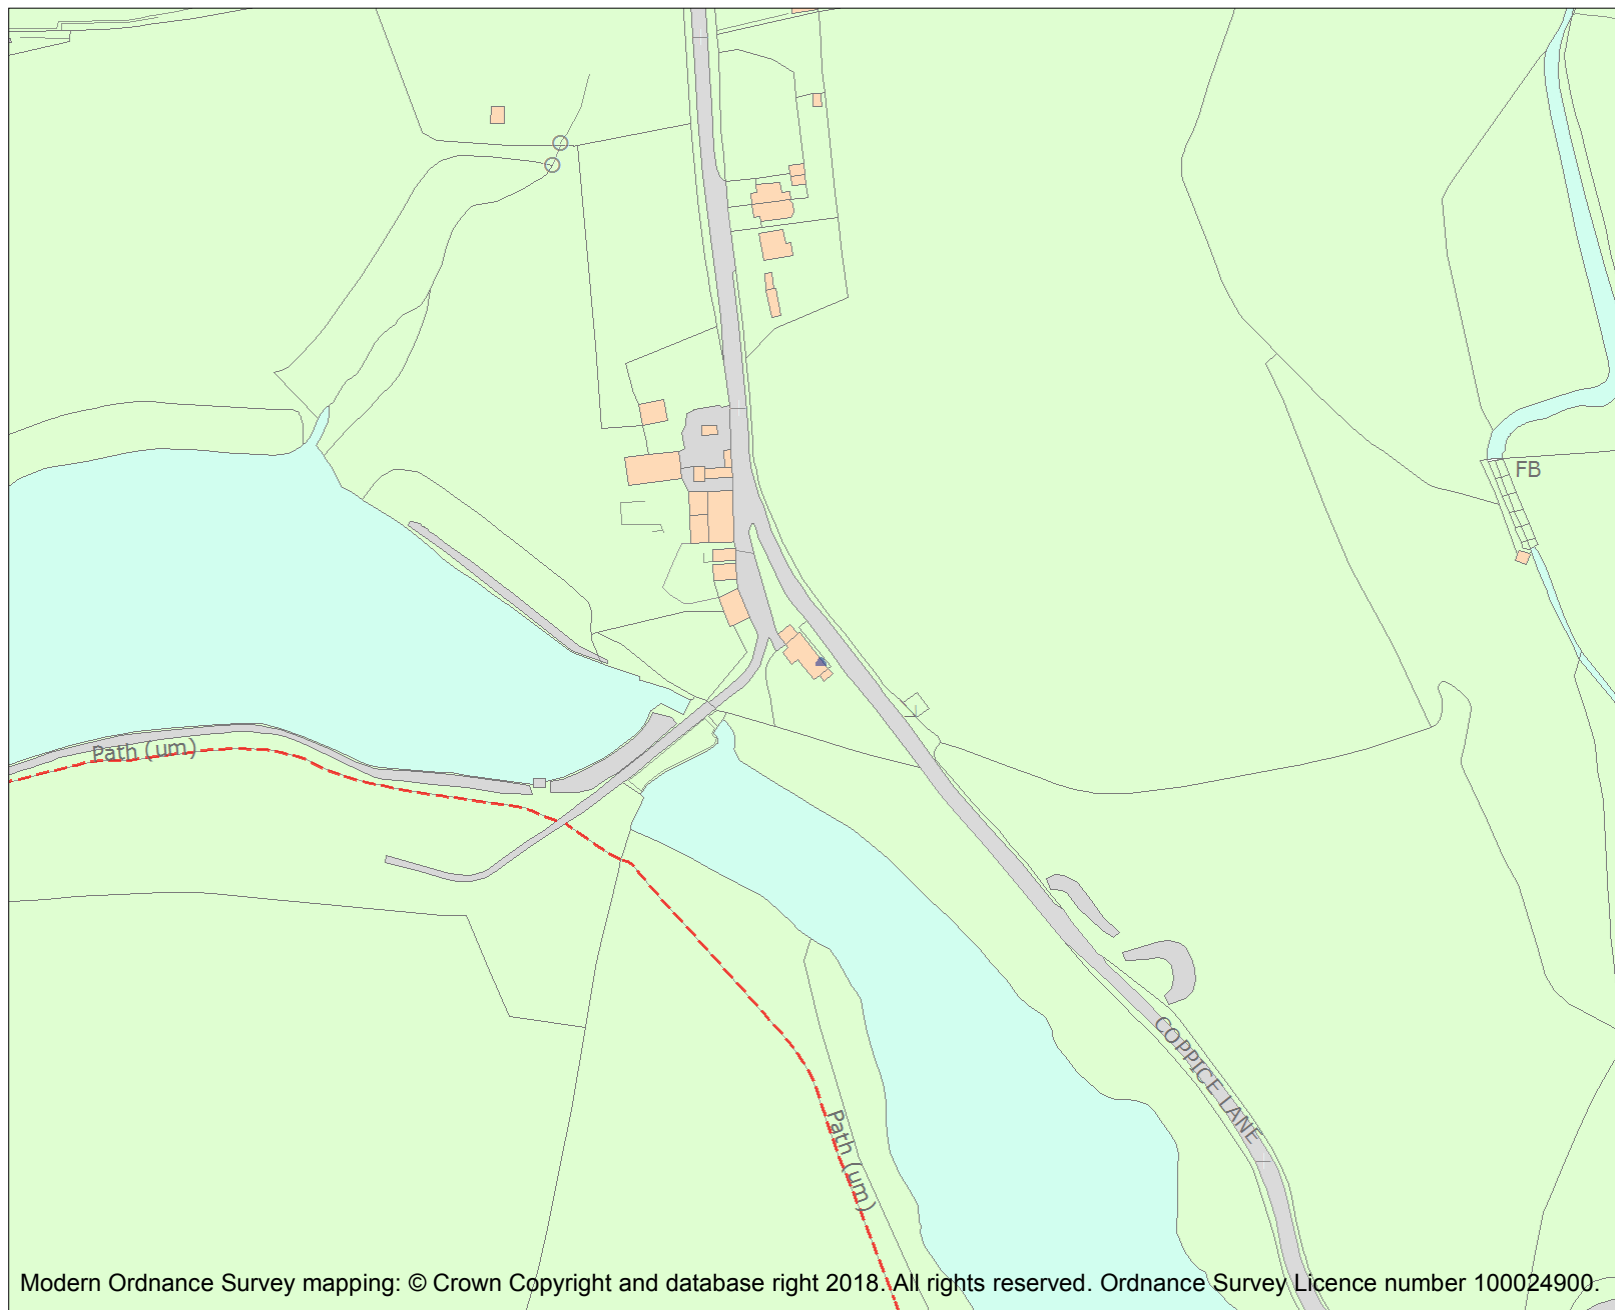 FB
Path (um)
COPPICE LANE
Path (um)
Modern Ordnance Survey mapping: © Crown Copyright and database right 2018. All rights reserved. Ordnance Survey Licence number 100024900.